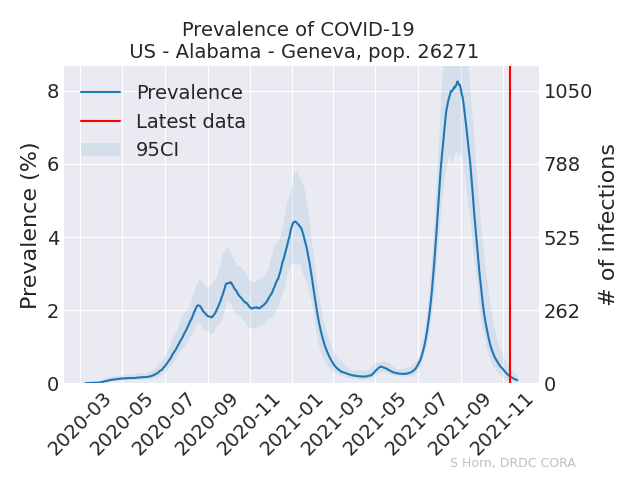 Prevalence of COVID-19
US - Alabama - Geneva, pop. 26271
Prevalence
Latest data
95CI
Prevalence (%)
8
6
4
2
0
# of infections
1050
788
525
262
0
2020-03
2020-05
2020-07
2020-09
2020-11
2021-01
2021-03
2021-05
2021-07
2021-09
2021-11
S Horn, DRDC CORA